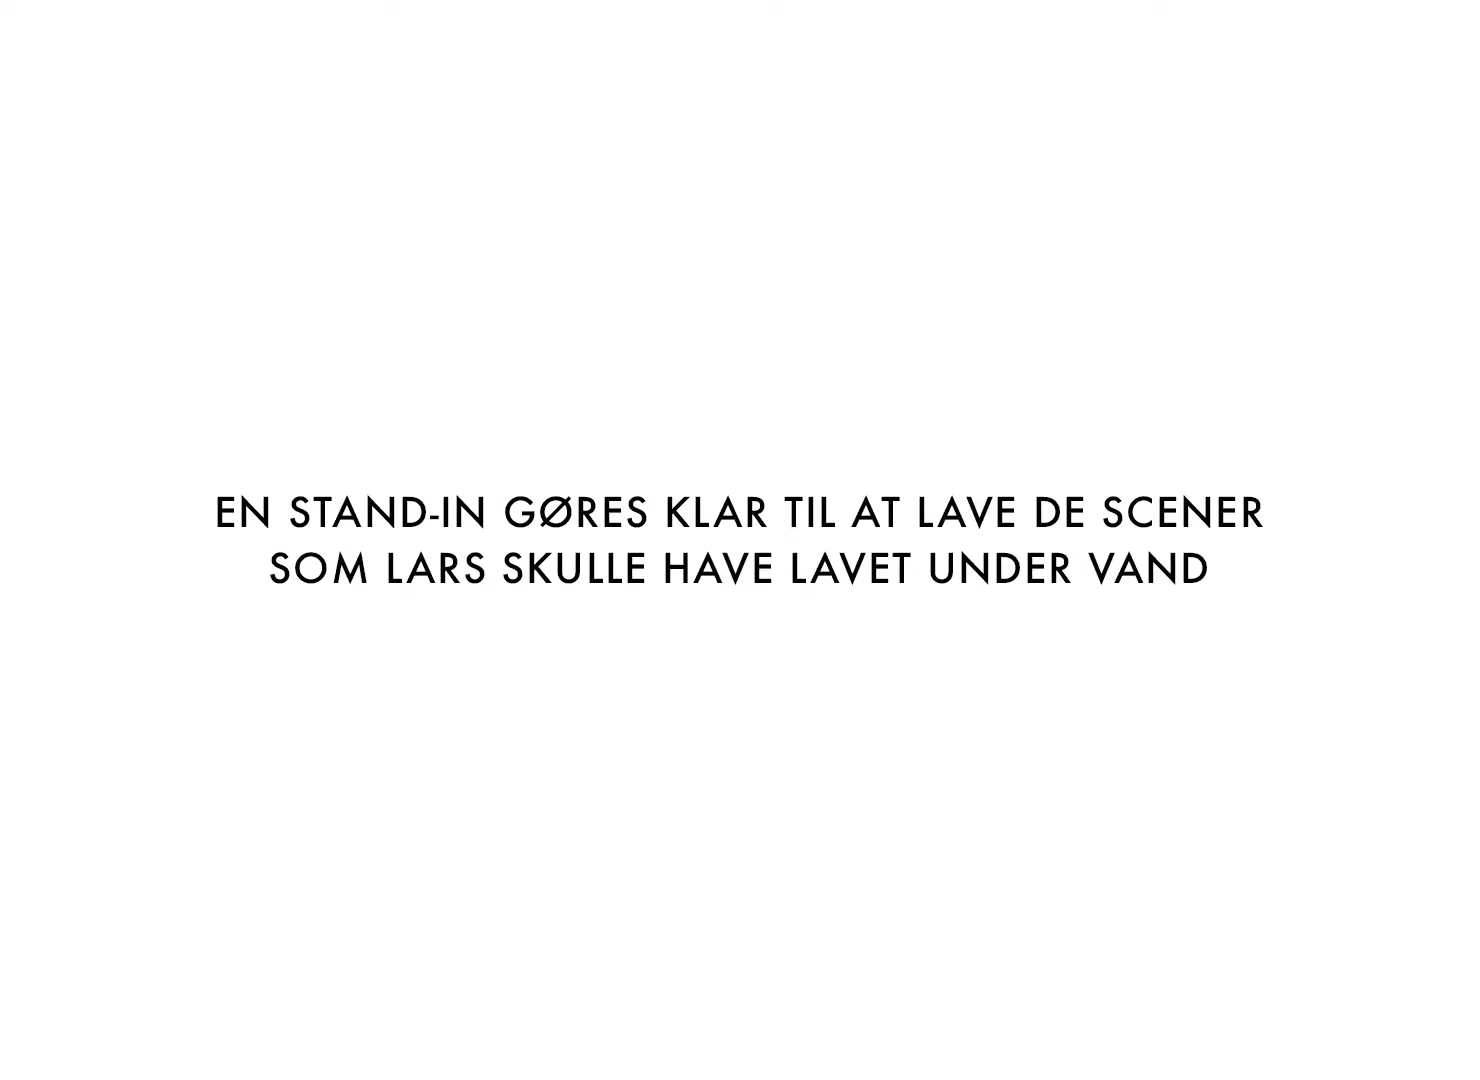 EN STAND-IN GØRES KLAR TIL AT LAVE DE SCENER
SOM LARS SKULLE HAVE LAVET UNDER VAND